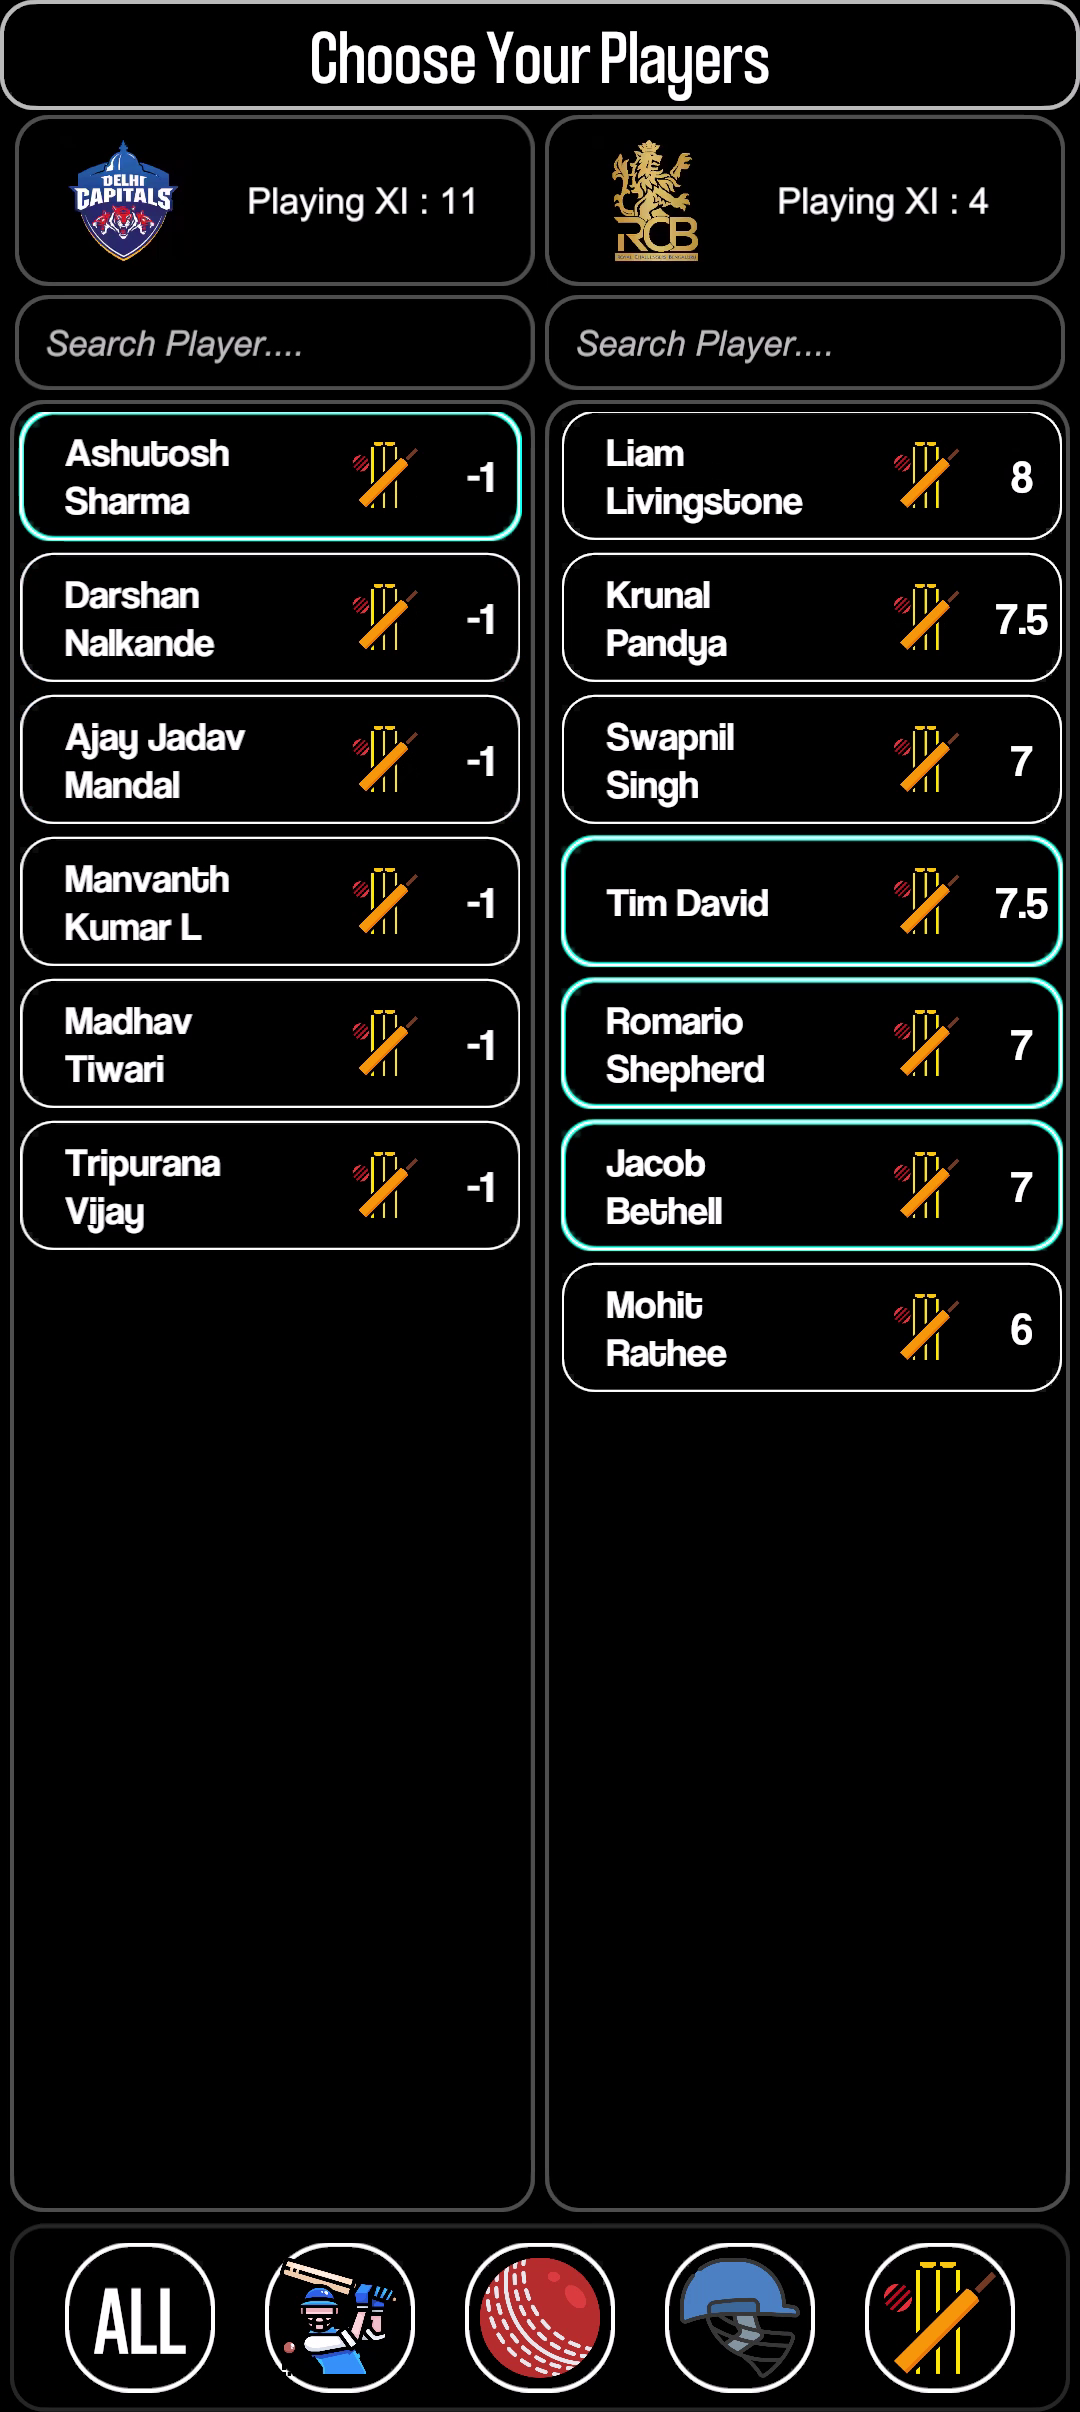 Choose Your Players
DELHI
CAPITALS
Playing XI : 11
RCB
ROYAL CHALLENGERS BENGALURU
Playing XI : 4
Search Player....
Search Player....
Ashutosh
Sharma
-1
Darshan
Nalkande
-1
Ajay Jadav
Mandal
-1
Manvanth
Kumar L
-1
Madhav
Tiwari
-1
Tripurana
Vijay
-1
Liam
Livingstone
8
Krunal
Pandya
7.5
Swapnil
Singh
7
Tim David
7.5
Romario
Shepherd
7
Jacob
Bethell
7
Mohit
Rathee
6
ALL